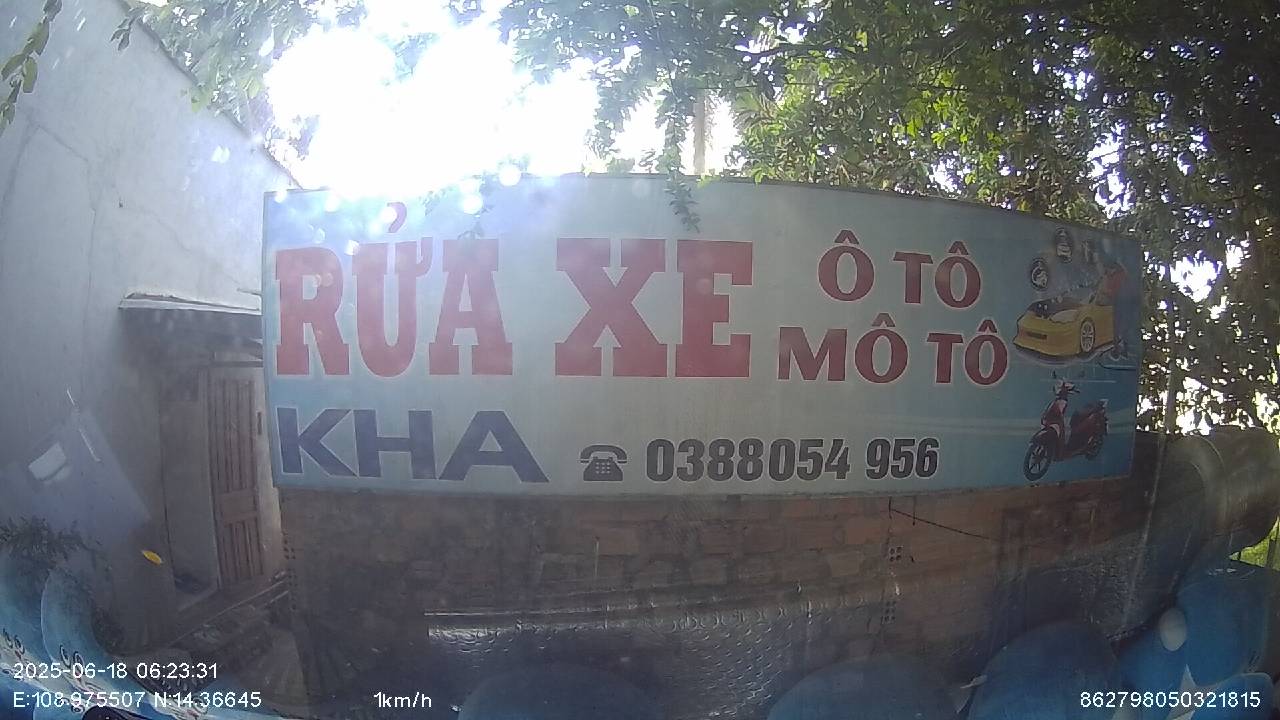 RỬA XE
Ô TÔ
MÔ TÔ
KHA
0388054 956
2025-06-18 06:23:31
E:108.975507 N:14.36645
1km/h
862798050321815